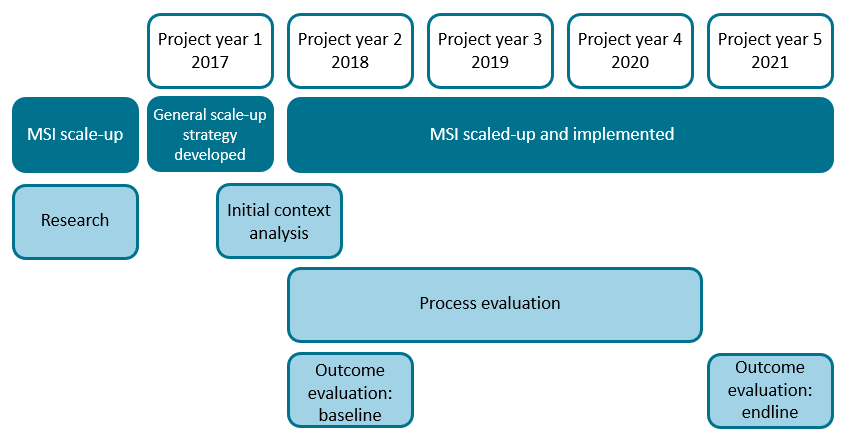 Project year 1
2017
Project year 2
2018
Project year 3
2019
Project year 4
2020
Project year 5
2021
MSI scale-up
General scale-up
strategy
developed
MSI scaled-up and implemented
Research
Initial context
analysis
Process evaluation
Outcome
evaluation:
baseline
Outcome
evaluation:
endline